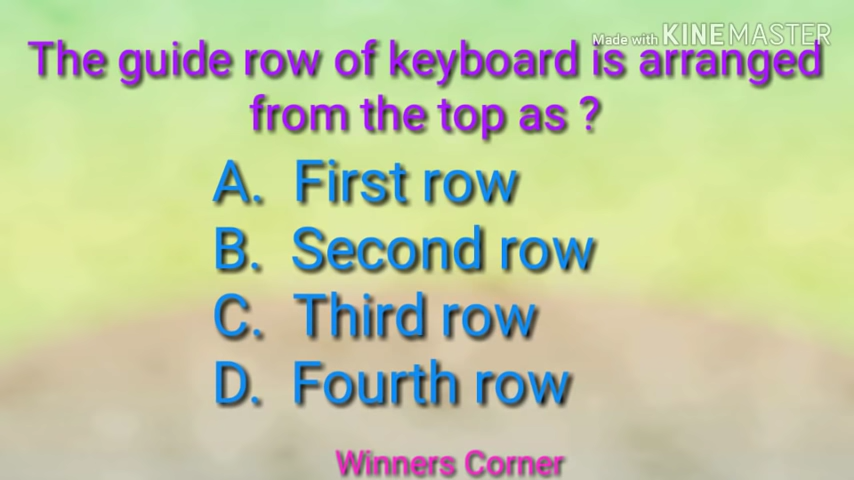 Made with KINEMASTER
The guide row of keyboard is arranged
from the top as ?
A. First row
B. Second row
C. Third row
D. Fourth row
Winners Corner